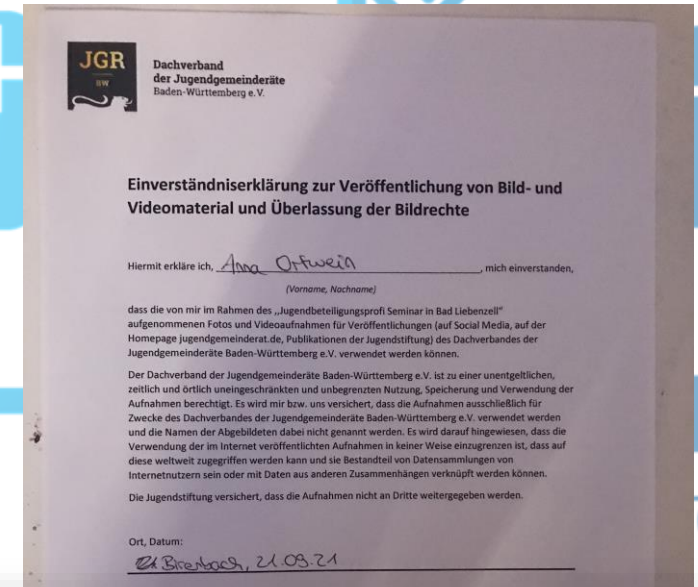 JGR
BW
Dachverband
der Jugendgemeinderäte
Baden-Württemberg e. V.
Einverständniserklärung zur Veröffentlichung von Bild- und
Videomaterial und Überlassung der Bildrechte
Hiermit erkläre ich, Anna Ortwein, mich einverstanden,
(Vorname, Nachname)
dass die von mir im Rahmen des „Jugendbeteiligungsprofi Seminar in Bad Liebenzell"
aufgenommenen Fotos und Videoaufnahmen für Veröffentlichungen (auf Social Media, auf der
Homepage jugendgemeinderat.de, Publikationen der Jugendstiftung) des Dachverbandes der
Jugendgemeinderäte Baden-Württemberg e.V. verwendet werden können.
Der Dachverband der Jugendgemeinderäte Baden-Württemberg e.V. ist zu einer unentgeltlichen,
zeitlich und örtlich uneingeschränkten und unbegrenzten Nutzung, Speicherung und Verwendung der
Aufnahmen berechtigt. Es wird mir bzw. uns versichert, dass die Aufnahmen ausschließlich für
Zwecke des Dachverbandes der Jugendgemeinderäte Baden-Württemberg e.V. verwendet werden
und die Namen der Abgebildeten dabei nicht genannt werden. Es wird darauf hingewiesen, dass die
Verwendung der im Internet veröffentlichten Aufnahmen in keiner Weise einzugrenzen ist, dass auf
diese weltweit zugegriffen werden kann und sie Bestandteil von Datensammlungen von
Internetnutzern sein oder mit Daten aus anderen Zusammenhängen verknüpft werden können.
Die Jugendstiftung versichert, dass die Aufnahmen nicht an Dritte weitergegeben werden.
Ort, Datum:
Birenbach, 21.09.21